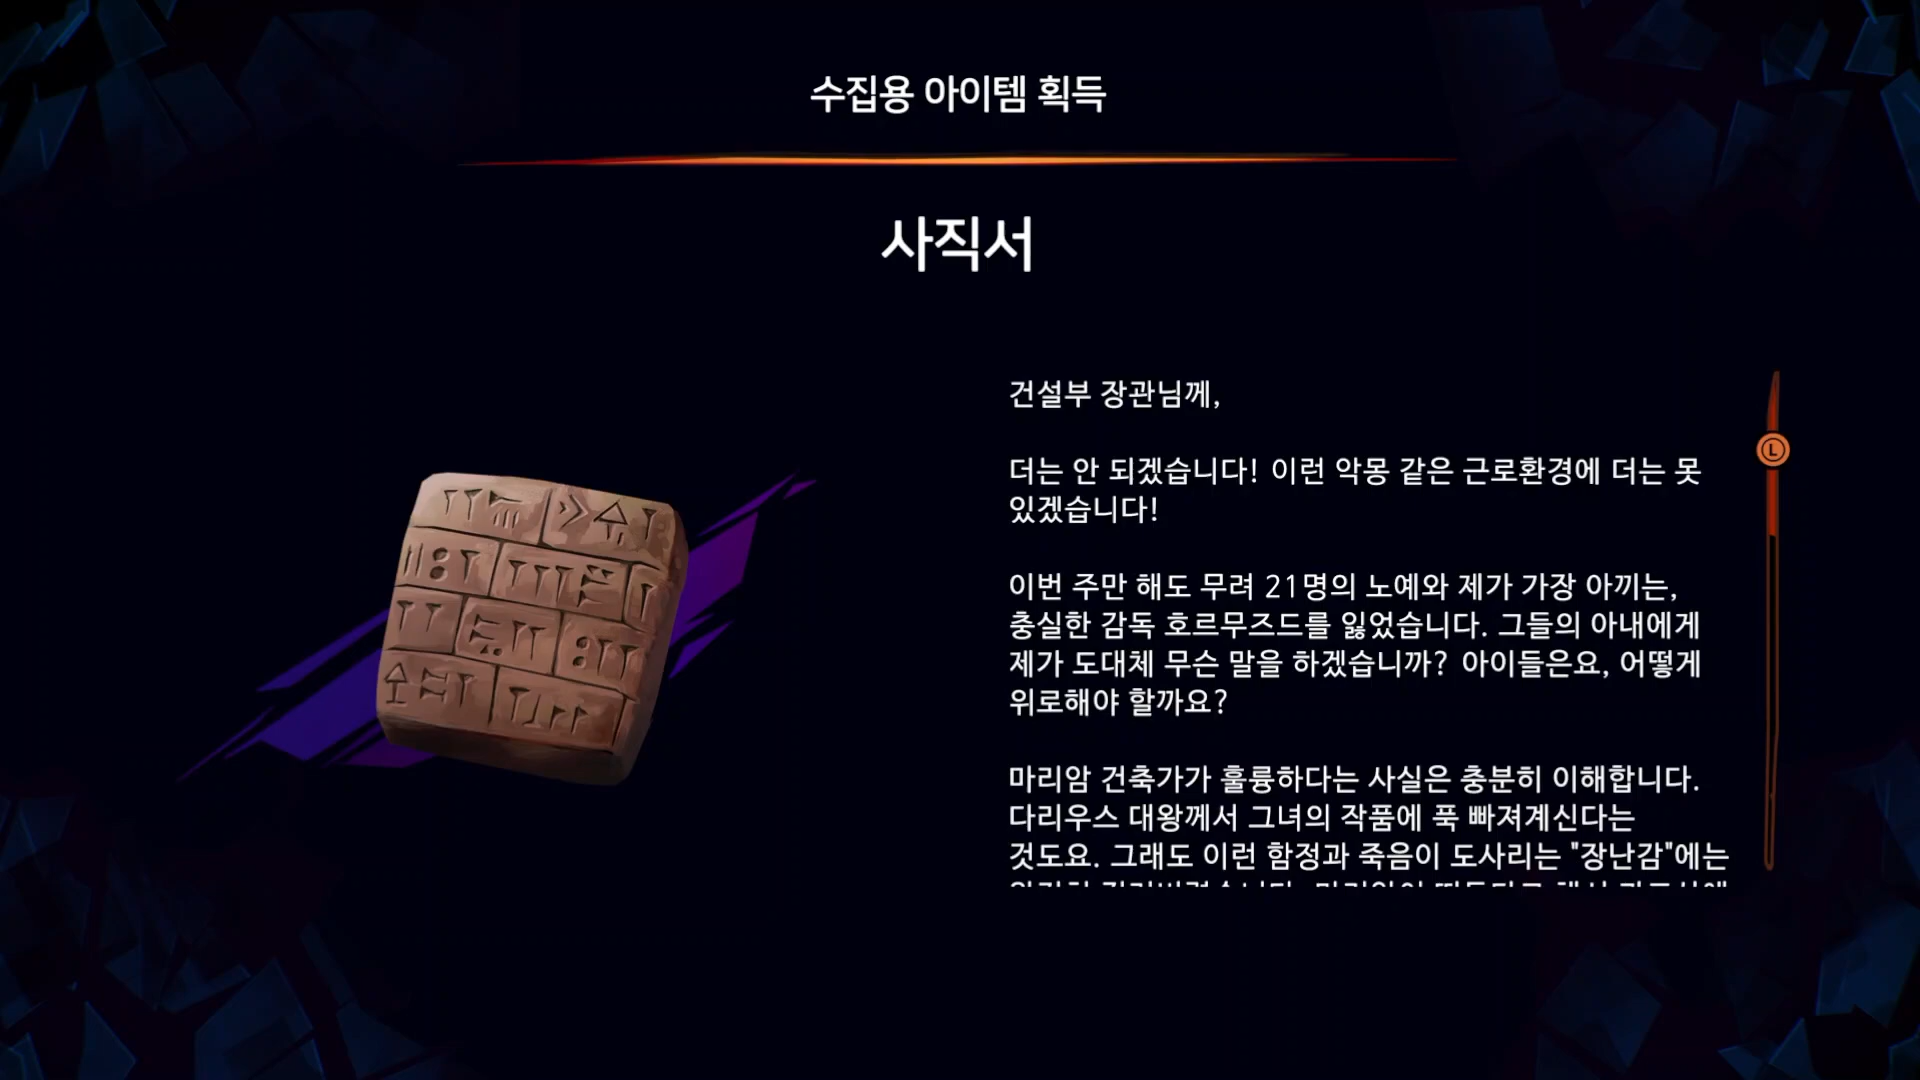 수집용 아이템 획득
사직서
건설부 장관님께,
더는 안 되겠습니다! 이런 악몽 같은 근로환경에 더는 못
있겠습니다!
이번 주만 해도 무려 21명의 노예와 제가 가장 아끼는,
충실한 감독 호르무즈드를 잃었습니다. 그들의 아내에게
제가 도대체 무슨 말을 하겠습니까? 아이들은요, 어떻게
위로해야 할까요?
마리암 건축가가 훌륭하다는 사실은 충분히 이해합니다.
다리우스 대왕께서 그녀의 작품에 푹 빠져계신다는
것도요. 그래도 이런 함정과 죽음이 도사리는 "장난감"에는
L